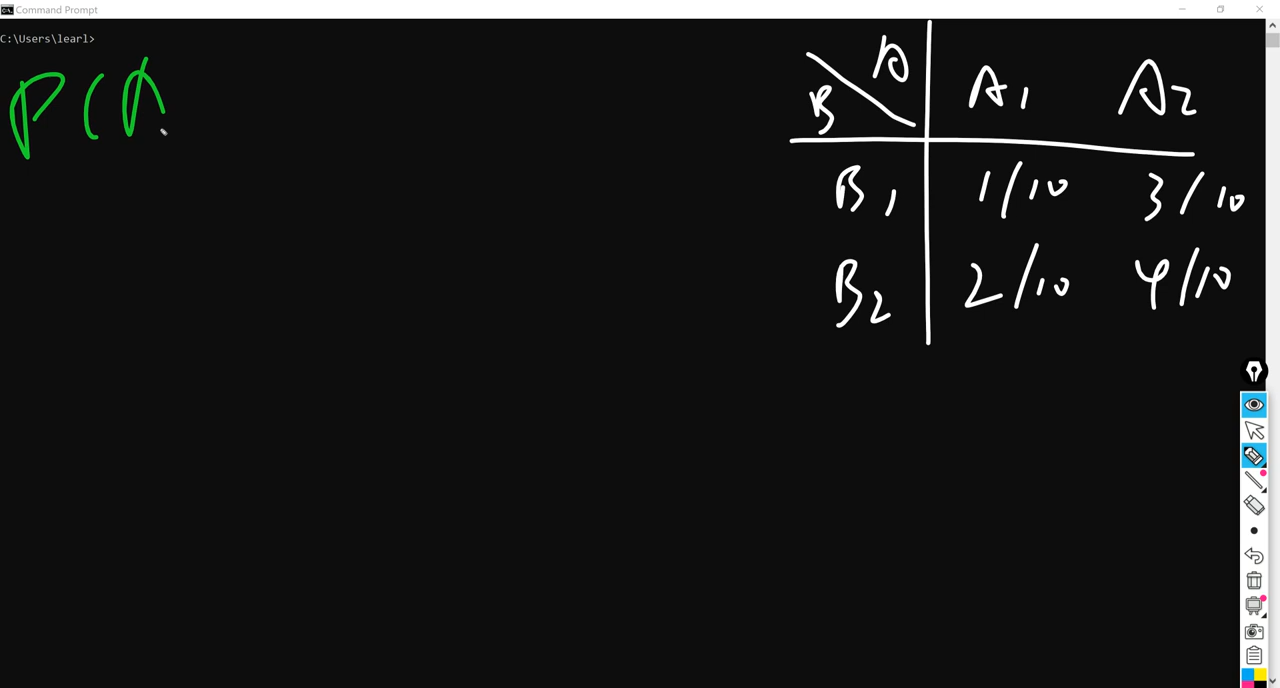 Command Prompt
C:\Users\learl>
P(A
A
B
A1 A2
B1 1/10 3/10
B2 2/10 4/10